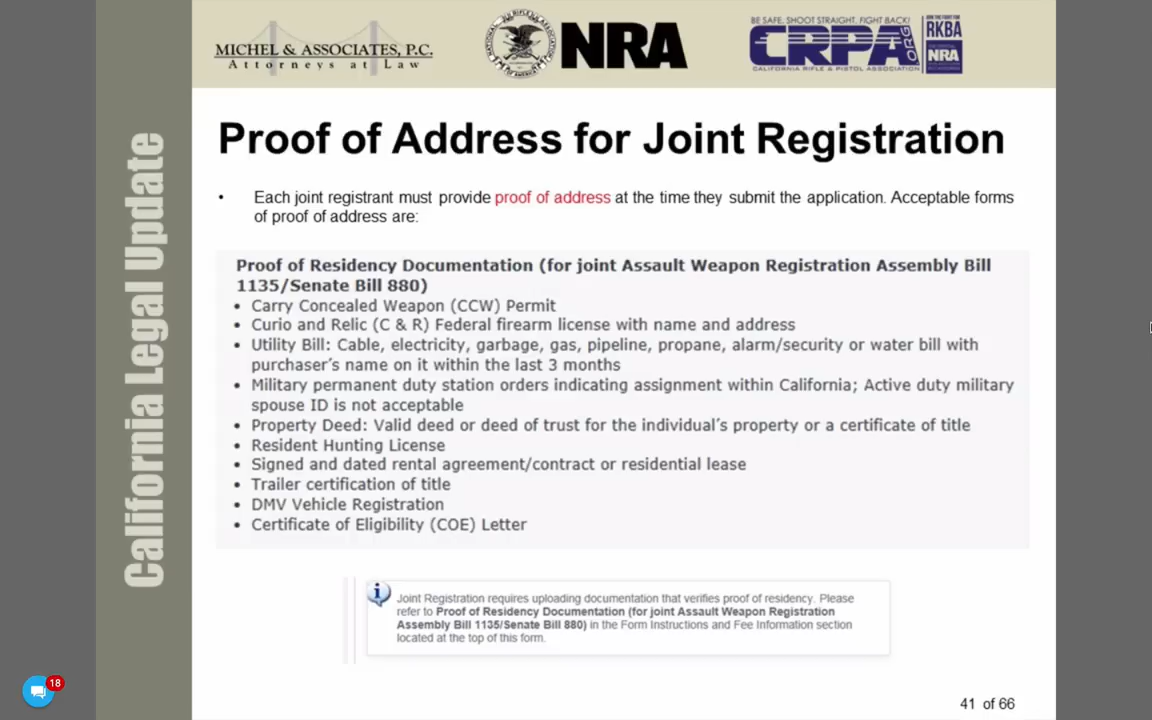 MICHEL & ASSOCIATES, P.C.
Attorneys at Law
NRA
BE SAFE. SHOOT STRAIGHT. FIGHT BACK!
CRPA.ORG
CALIFORNIA RIFLE & PISTOL ASSOCIATION
RKBA
NRA
California Legal Update
Proof of Address for Joint Registration
• Each joint registrant must provide proof of address at the time they submit the application. Acceptable forms
of proof of address are:
Proof of Residency Documentation (for joint Assault Weapon Registration Assembly Bill
1135/Senate Bill 880)
• Carry Concealed Weapon (CCW) Permit
• Curio and Relic (C & R) Federal firearm license with name and address
• Utility Bill: Cable, electricity, garbage, gas, pipeline, propane, alarm/security or water bill with
purchaser's name on it within the last 3 months
• Military permanent duty station orders indicating assignment within California; Active duty military
spouse ID is not acceptable
• Property Deed: Valid deed or deed of trust for the individual's property or a certificate of title
• Resident Hunting License
• Signed and dated rental agreement/contract or residential lease
• Trailer certification of title
• DMV Vehicle Registration
• Certificate of Eligibility (COE) Letter
Joint Registration requires uploading documentation that verifies proof of residency. Please
refer to Proof of Residency Documentation (for joint Assault Weapon Registration
Assembly Bill 1135/Senate Bill 880) in the Form Instructions and Fee Information section
located at the top of this form.
18
41 of 66